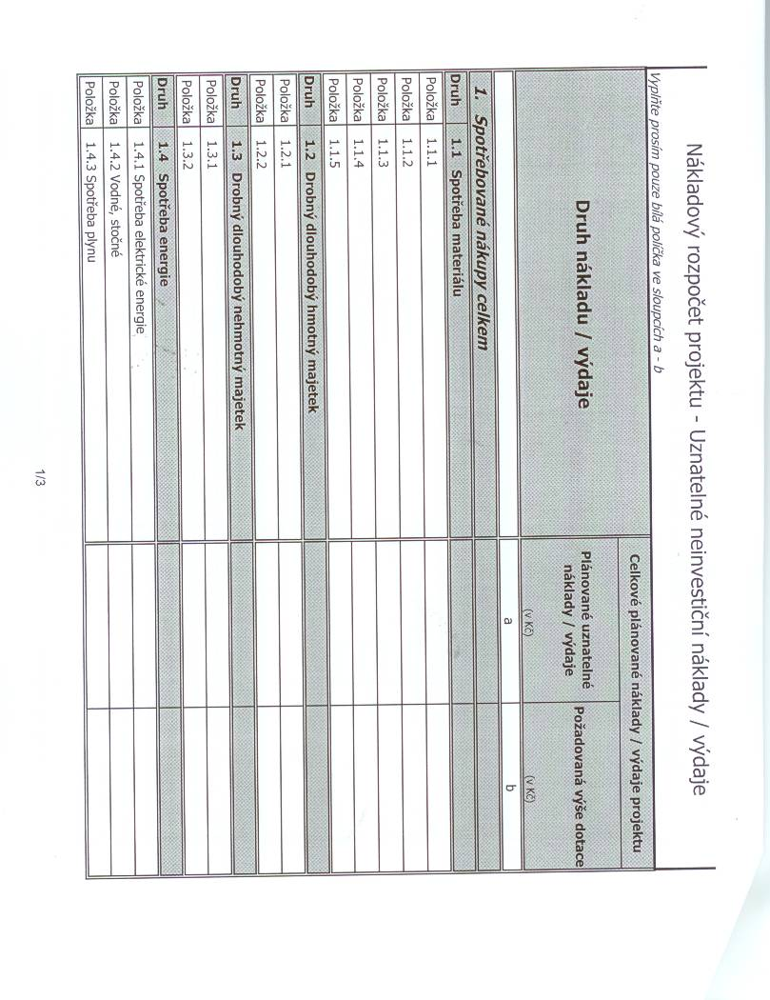 Nákladový rozpočet projektu - Uznatelné neinvestiční náklady / výdaje
Vyplňte prosím pouze bílá políčka ve sloupcích a - b
Druh nákladu / výdaje
Celkové plánované náklady / výdaje projektu
Plánované uznatelné náklady / výdaje
Požadovaná výše dotace
(v Kč)
(v Kč)
a
b
1. Spotřebované nákupy celkem
Druh 1.1 Spotřeba materiálu
Položka 1.1.1
Položka 1.1.2
Položka 1.1.3
Položka 1.1.4
Položka 1.1.5
Druh 1.2 Drobný dlouhodobý hmotný majetek
Položka 1.2.1
Položka 1.2.2
Druh 1.3 Drobný dlouhodobý nehmotný majetek
Položka 1.3.1
Položka 1.3.2
Druh 1.4 Spotřeba energie
Položka 1.4.1 Spotřeba elektrické energie
Položka 1.4.2 Vodné, stočné
Položka 1.4.3 Spotřeba plynu
1/3